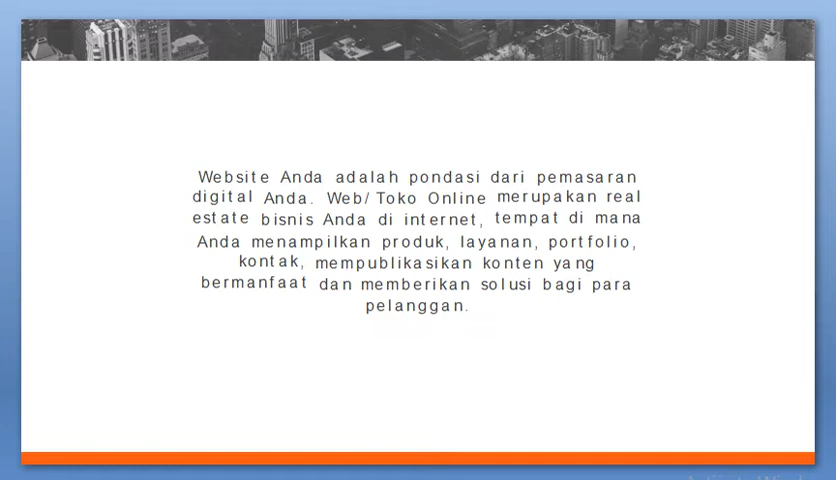 Website Anda adalah pondasi dari pemasaran
digital Anda. Web/ Toko Online merupakan real
estate bisnis Anda di internet, tempat di mana
Anda menampilkan produk, layanan, portfolio,
kontak, mempublikasikan konten yang
bermanfaat dan memberikan solusi bagi para
pelanggan.